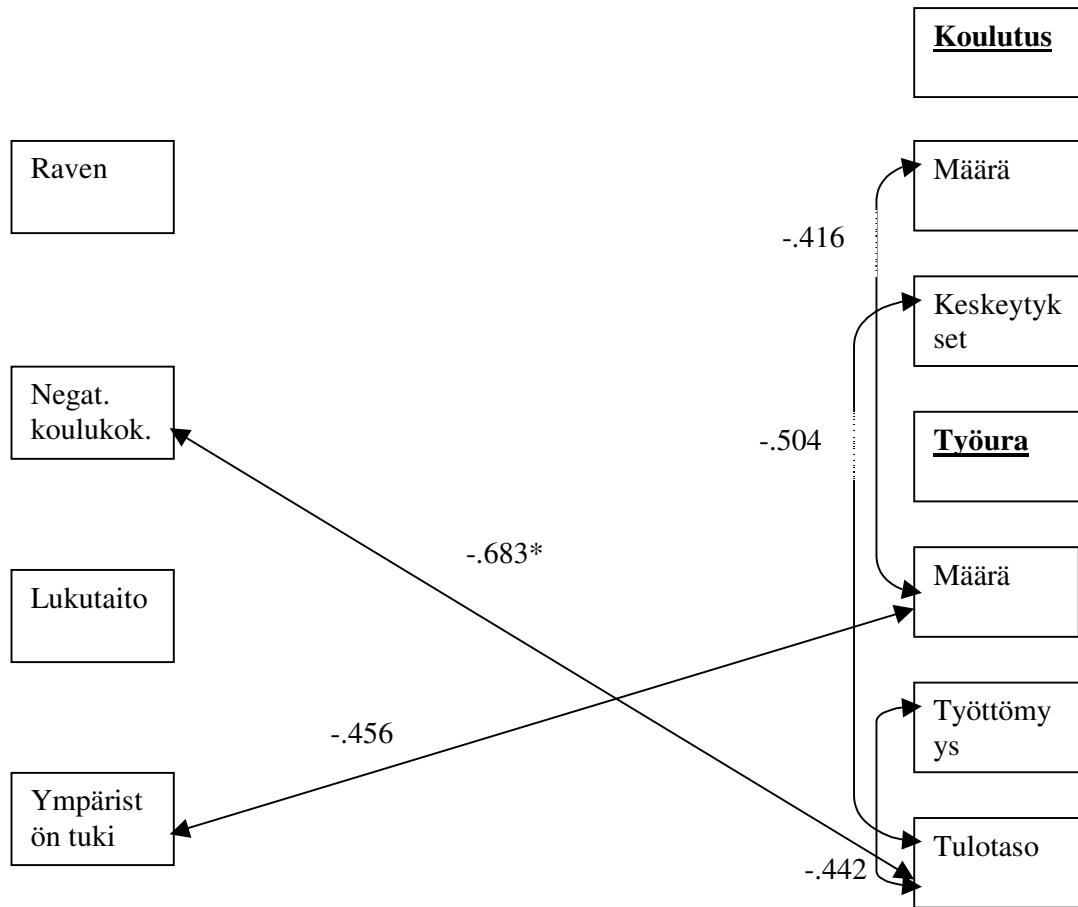 Koulutus
Raven
Määrä
-.416
Keskeytyk
set
Negat.
koulukok.
-.504
Työura
-.683*
Lukutaito
Määrä
-.456
Työttömy
ys
Ympärist
ön tuki
Tulotaso
-.442